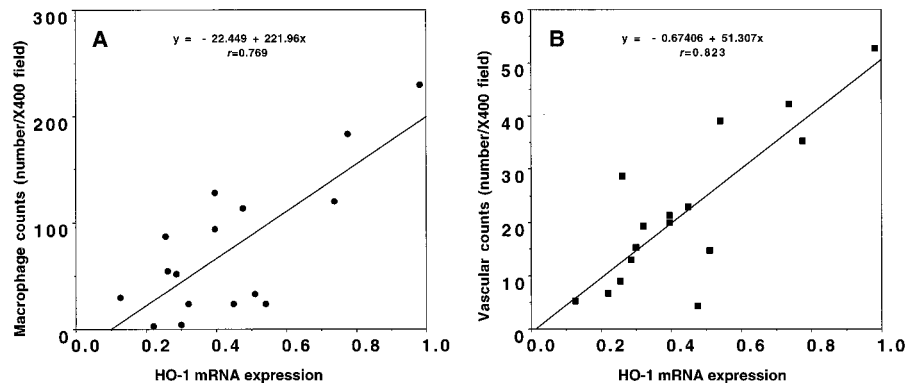 A
y = - 22.449 + 221.96x
r=0.769
300
200
100
0
0.0 0.2 0.4 0.6 0.8 1.0
Macrophage counts (number/X400 field)
HO-1 mRNA expression
B
y = - 0.67406 + 51.307x
r=0.823
60
50
40
30
20
10
0
0.0 0.2 0.4 0.6 0.8 1.0
Vascular counts (number/X400 field)
HO-1 mRNA expression